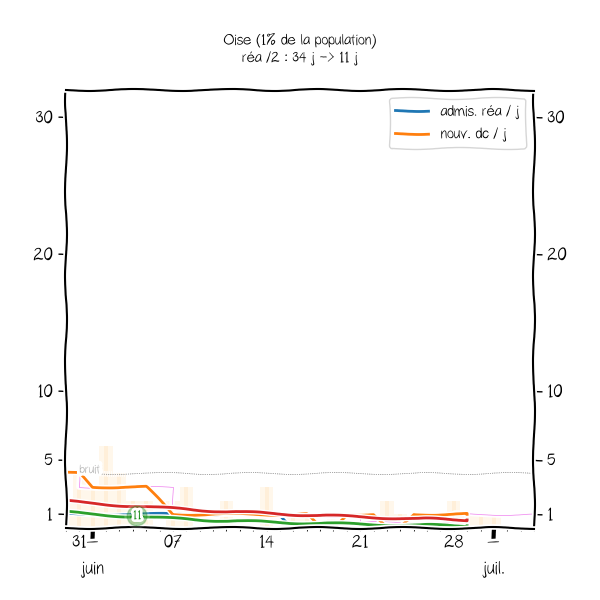 Oise (1% de la population)
réa /2 : 34 j -> 11 j
admis. réa / j
nouv. dc / j
30
30
20
20
10
10
5
5
bruit
1
11
1
31
07
14
21
28
juin
juil.